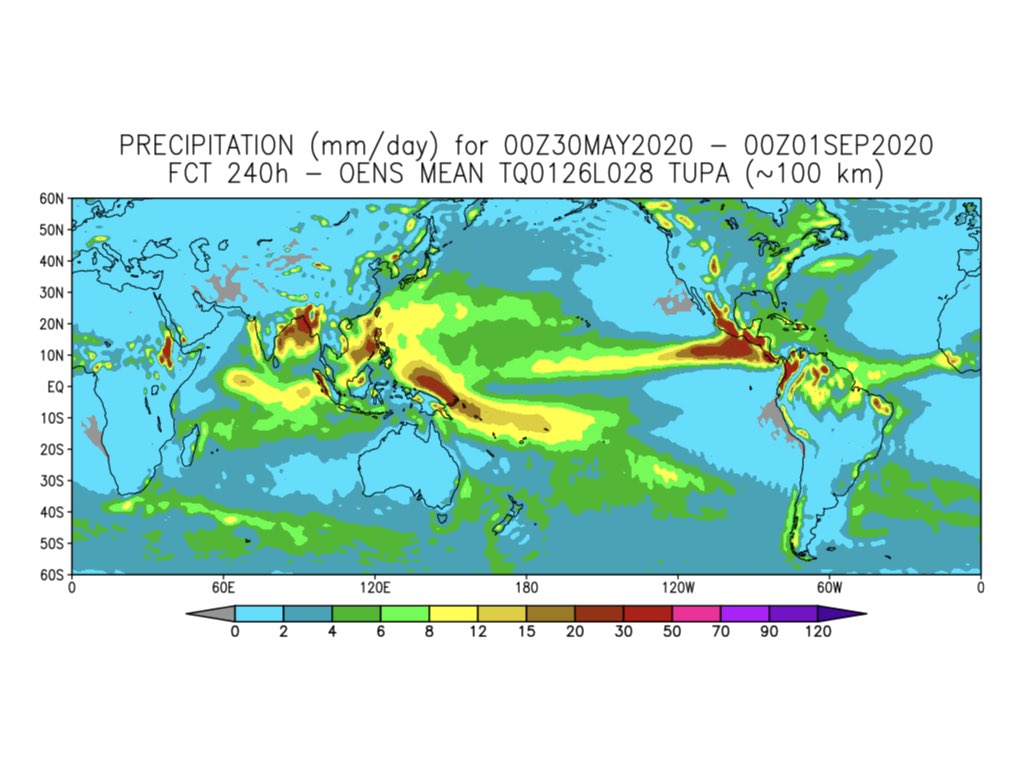 PRECIPITATION (mm/day) for 00Z30MAY2020 – 00Z01SEP2020
FCT 240h – OENS MEAN TQ0126L028 TUPA (~100 km)
60N
50N
40N
30N
20N
10N
EQ
10S
20S
30S
40S
50S
60S
0 60E 120E 180 120W 60W 0
0 2 4 6 8 12 15 20 30 50 70 90 120